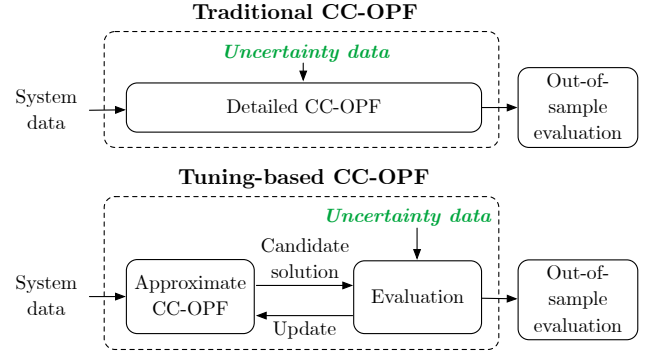 Traditional CC-OPF
Uncertainty data
System
data
Detailed CC-OPF
Out-of-
sample
evaluation
Tuning-based CC-OPF
Uncertainty data
System
data
Approximate
CC-OPF
Candidate
solution
Update
Evaluation
Out-of-
sample
evaluation